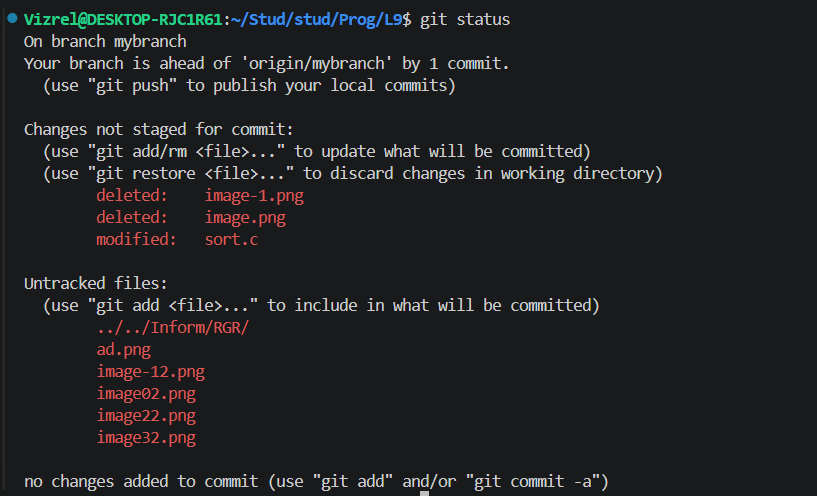 Vizrel@DESKTOP-RJC1R61:~/Stud/stud/Prog/L9$ git status
On branch mybranch
Your branch is ahead of 'origin/mybranch' by 1 commit.
  (use "git push" to publish your local commits)

Changes not staged for commit:
  (use "git add/rm <file>..." to update what will be committed)
  (use "git restore <file>..." to discard changes in working directory)
        deleted:    image-1.png
        deleted:    image.png
        modified:   sort.c

Untracked files:
  (use "git add <file>..." to include in what will be committed)
        ../../Inform/RGR/
        ad.png
        image-12.png
        image02.png
        image22.png
        image32.png

no changes added to commit (use "git add" and/or "git commit -a")